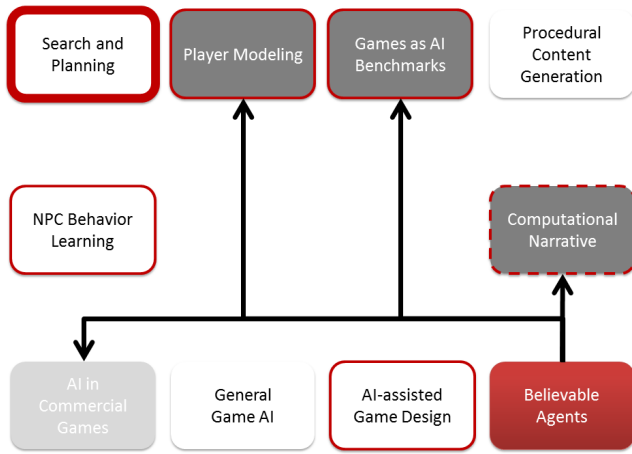 Search and
Planning
Player Modeling
Games as AI
Benchmarks
Procedural
Content
Generation
NPC Behavior
Learning
Computational
Narrative
AI in
Commercial
Games
General
Game AI
AI-assisted
Game Design
Believable
Agents